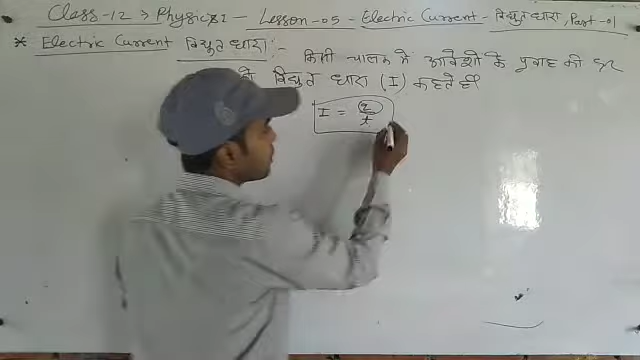 Class-12 > Physics I - Lesson-05 - Electric Current - विद्युत धारा, Part-01
* Electric Current विद्युत धारा :- किसी चालक में आवेशों के प्रवाह की दर
को विद्युत धारा (I) कहते हैं
I = q/t